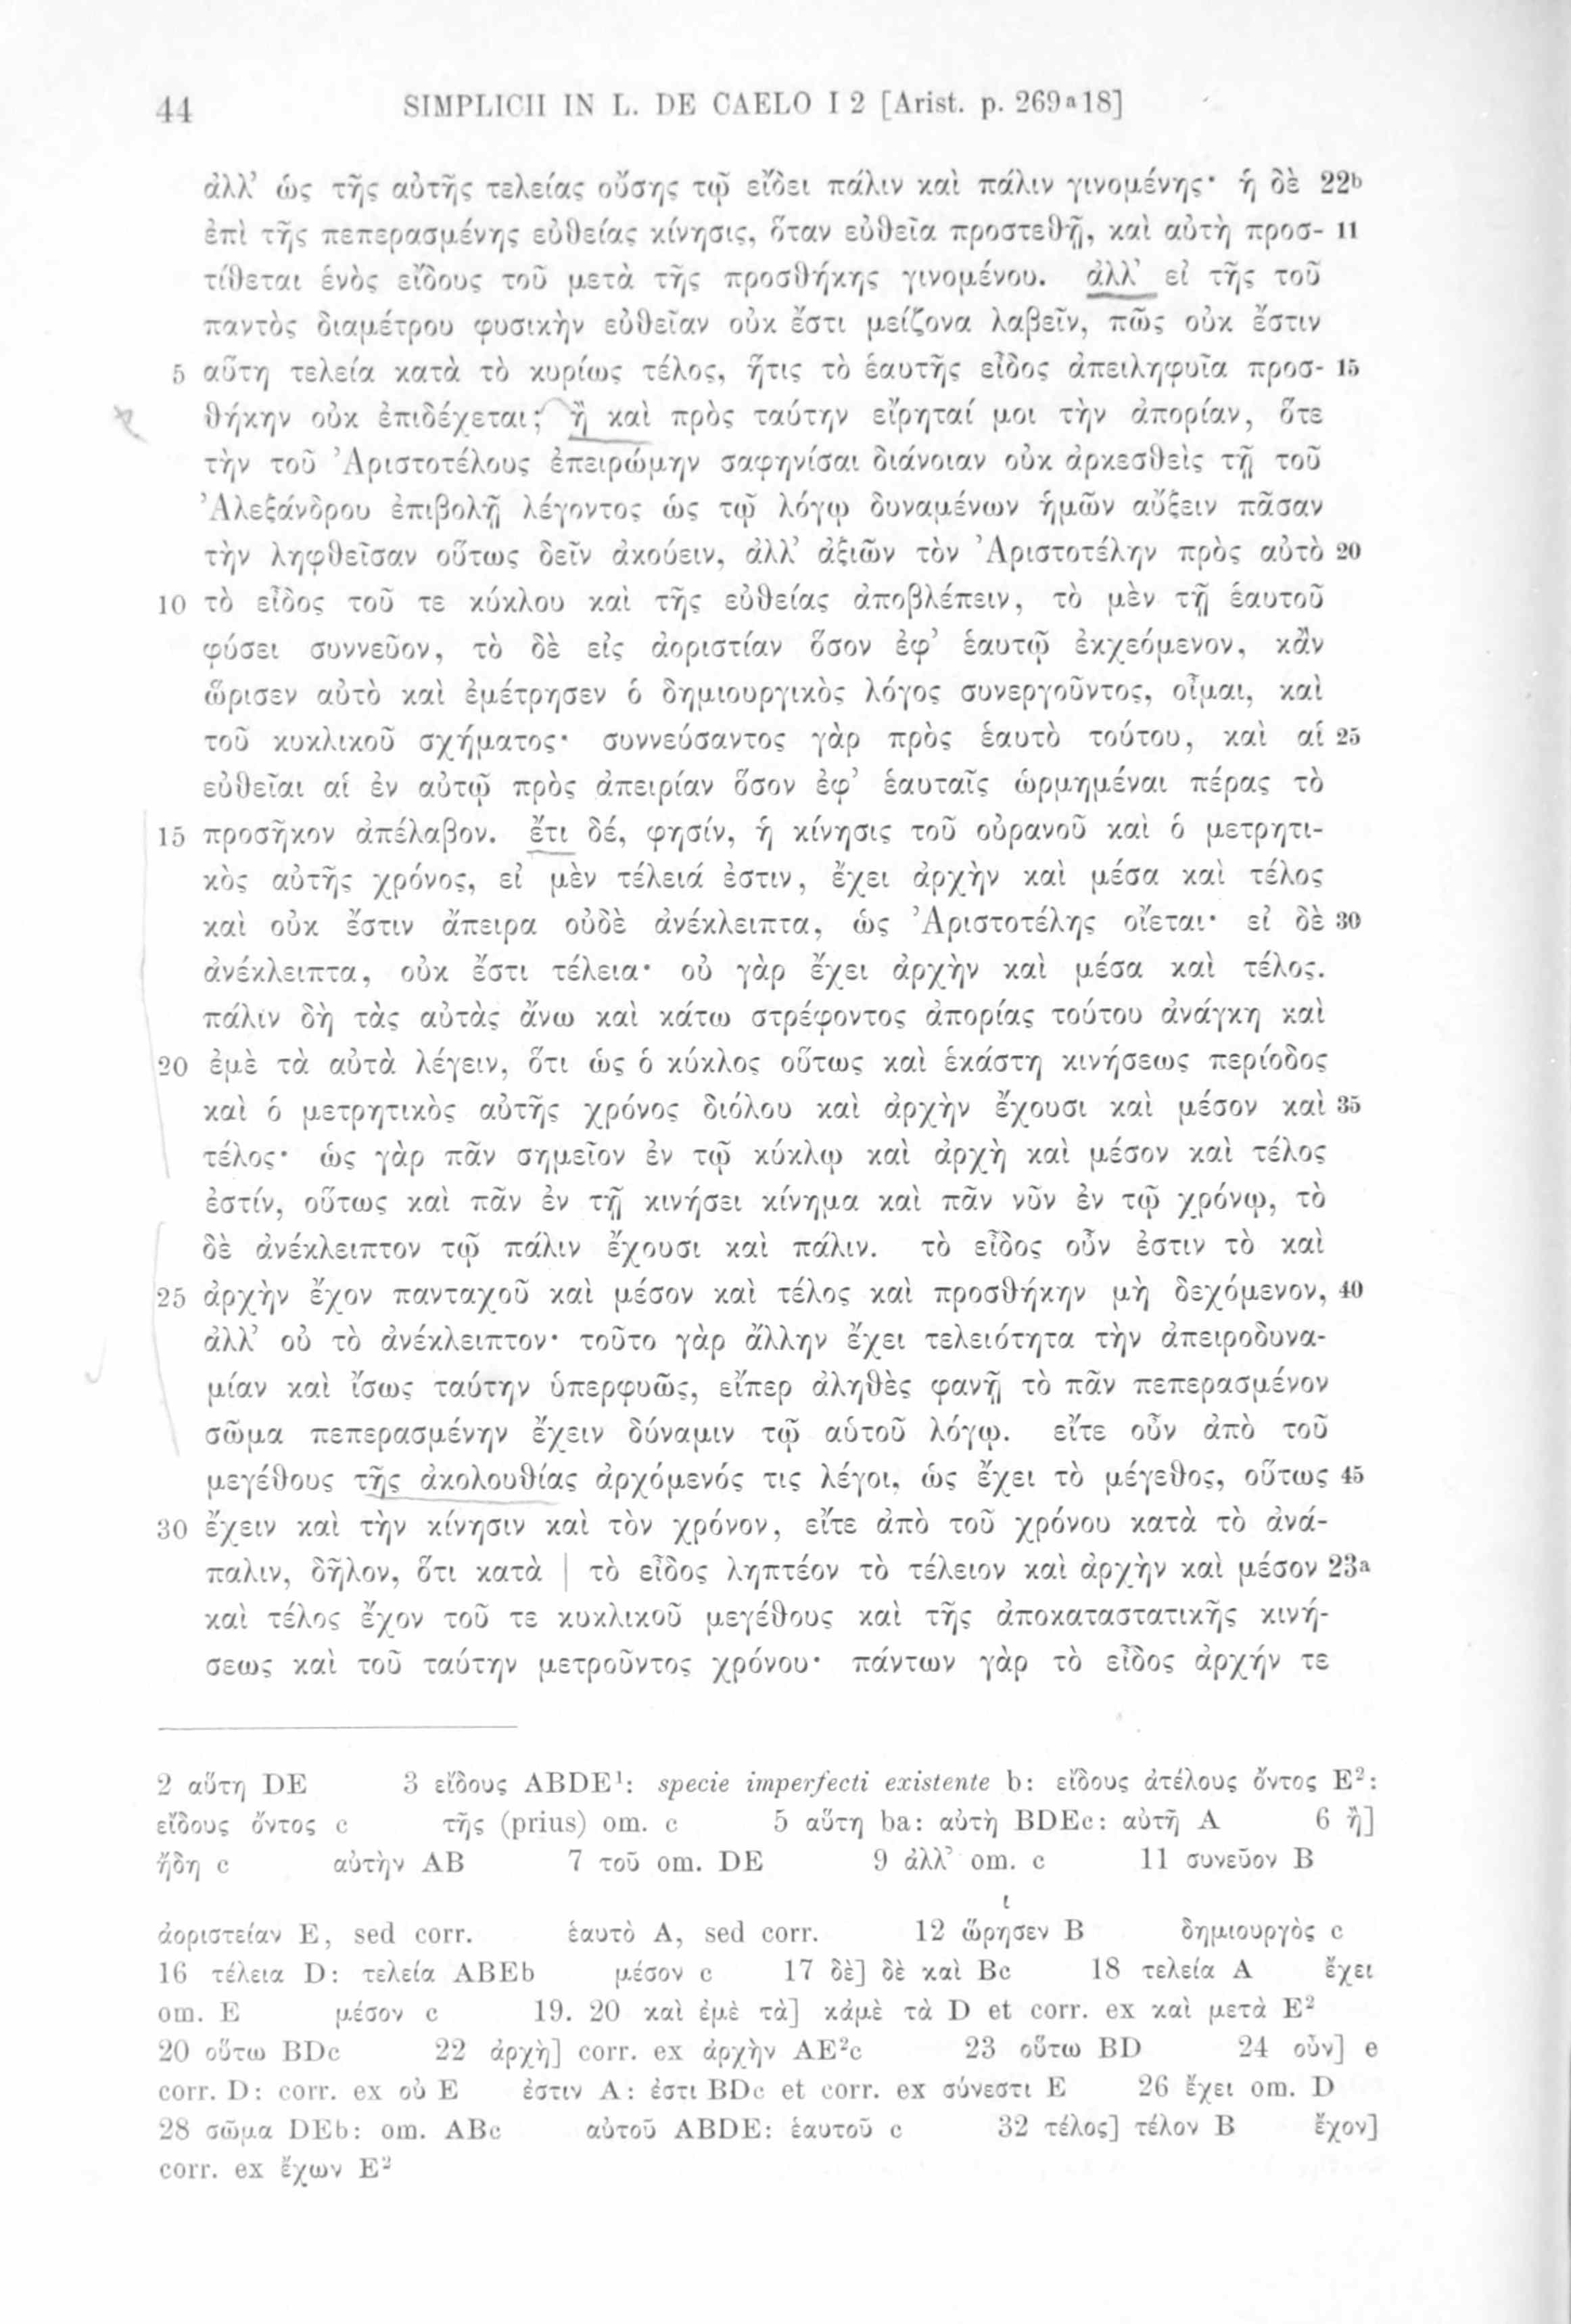 44 SIMPLICII IN L. DE CAELO I 2 [Arist. p. 269ᵃ18]
ἀλλ’ ὡς τῆς αὐτῆς τελείας οὔσης τῷ εἴδει πάλιν καὶ πάλιν γινομένης· ἡ δὲ 22ᵇ
ἐπὶ τῆς πεπερασμένης εὐθείας κίνησις, ὅταν εὐθεῖα προστεθῇ, καὶ αὐτὴ προσ- 11
τίθεται ἑνὸς εἴδους τοῦ μετὰ τῆς προσθήκης γινομένου. ἀλλ’ εἰ τῆς τοῦ
παντὸς διαμέτρου φυσικὴν εὐθεῖαν οὐκ ἔστι μείζονα λαβεῖν, πῶς οὐκ ἔστιν
5 αὕτη τελεία κατὰ τὸ κυρίως τέλος, ἥτις τὸ ἑαυτῆς εἶδος ἀπειληφυῖα προσ- 15
θήκην οὐκ ἐπιδέχεται; ἢ καὶ πρὸς ταύτην εἴρηταί μοι τὴν ἀπορίαν, ὅτε
τὴν τοῦ Ἀριστοτέλους ἐπειρώμην σαφηνίσαι διάνοιαν οὐκ ἀρκεσθεὶς τῇ τοῦ
Ἀλεξάνδρου ἐπιβολῇ λέγοντος ὡς τῷ λόγῳ δυναμένων ἡμῶν αὔξειν πᾶσαν
τὴν ληφθεῖσαν οὕτως δεῖν ἀκούειν, ἀλλ’ ἀξιῶν τὸν Ἀριστοτέλην πρὸς αὐτὸ 20
10 τὸ εἶδος τοῦ τε κύκλου καὶ τῆς εὐθείας ἀποβλέπειν, τὸ μὲν τῇ ἑαυτοῦ
φύσει συννεῦον, τὸ δὲ εἰς ἀοριστίαν ὅσον ἐφ’ ἑαυτῷ ἐκχεόμενον, κἂν
ὥρισεν αὐτὸ καὶ ἐμέτρησεν ὁ δημιουργικὸς λόγος συνεργοῦντος, οἶμαι, καὶ
τοῦ κυκλικοῦ σχήματος· συννεύσαντος γὰρ πρὸς ἑαυτὸ τούτου, καὶ αἱ 25
εὐθεῖαι αἱ ἐν αὐτῷ πρὸς ἀπειρίαν ὅσον ἐφ’ ἑαυταῖς ὡρμημέναι πέρας τὸ
15 προσῆκον ἀπέλαβον. ἔτι δέ, φησίν, ἡ κίνησις τοῦ οὐρανοῦ καὶ ὁ μετρητι-
κὸς αὐτῆς χρόνος, εἰ μὲν τέλειά ἐστιν, ἔχει ἀρχὴν καὶ μέσα καὶ τέλος
καὶ οὐκ ἔστιν ἄπειρα οὐδὲ ἀνέκλειπτα, ὡς Ἀριστοτέλης οἴεται· εἰ δὲ 30
ἀνέκλειπτα, οὐκ ἔστι τέλεια· οὐ γὰρ ἔχει ἀρχὴν καὶ μέσα καὶ τέλος.
πάλιν δὴ τὰς αὐτὰς ἄνω καὶ κάτω στρέφοντος ἀπορίας τούτου ἀνάγκη καὶ
20 ἐμὲ τὰ αὐτὰ λέγειν, ὅτι ὡς ὁ κύκλος οὕτως καὶ ἑκάστη κινήσεως περίοδος
καὶ ὁ μετρητικὸς αὐτῆς χρόνος διόλου καὶ ἀρχὴν ἔχουσι καὶ μέσον καὶ 35
τέλος· ὡς γὰρ πᾶν σημεῖον ἐν τῷ κύκλῳ καὶ ἀρχὴ καὶ μέσον καὶ τέλος
ἐστίν, οὕτως καὶ πᾶν ἐν τῇ κινήσει κίνημα καὶ πᾶν νῦν ἐν τῷ χρόνῳ, τὸ
δὲ ἀνέκλειπτον τῷ πάλιν ἔχουσι καὶ πάλιν. τὸ εἶδος οὖν ἐστιν τὸ καὶ
25 ἀρχὴν ἔχον πανταχοῦ καὶ μέσον καὶ τέλος καὶ προσθήκην μὴ δεχόμενον, 40
ἀλλ’ οὐ τὸ ἀνέκλειπτον· τοῦτο γὰρ ἄλλην ἔχει τελειότητα τὴν ἀπειροδυνα-
μίαν καὶ ἴσως ταύτην ὑπερφυῶς, εἴπερ ἀληθὲς φανῇ τὸ πᾶν πεπερασμένον
σῶμα πεπερασμένην ἔχειν δύναμιν τῷ αὑτοῦ λόγῳ. εἴτε οὖν ἀπὸ τοῦ
μεγέθους τῆς ἀκολουθίας ἀρχόμενός τις λέγοι, ὡς ἔχει τὸ μέγεθος, οὕτως 45
30 ἔχειν καὶ τὴν κίνησιν καὶ τὸν χρόνον, εἴτε ἀπὸ τοῦ χρόνου κατὰ τὸ ἀνά-
παλιν, δῆλον, ὅτι κατὰ | τὸ εἶδος ληπτέον τὸ τέλειον καὶ ἀρχὴν καὶ μέσον 23ᵃ
καὶ τέλος ἔχον τοῦ τε κυκλικοῦ μεγέθους καὶ τῆς ἀποκαταστατικῆς κινή-
σεως καὶ τοῦ ταύτην μετροῦντος χρόνου· πάντων γὰρ τὸ εἶδος ἀρχήν τε
2 αὕτη DE 3 εἴδους ABDE¹: specie imperfecti existente b: εἴδους ἀτέλους ὄντος E²:
εἴδους ὄντος c τῆς (prius) om. c 5 αὕτη ba: αὐτὴ BDEc: αὐτῆ A 6 ἢ]
ἤδη c αὐτὴν AB 7 τοῦ om. DE 9 ἀλλ’ om. c 11 συνεῦον B
ι
ἀοριστείαν E, sed corr. ἑαυτὸ A, sed corr. 12 ὥρησεν B δημιουργὸς c
16 τέλεια D: τελεία ABEb μέσον c 17 δὲ] δὲ καὶ Bc 18 τελεία A ἔχει
om. E μέσον c 19. 20 καὶ ἐμὲ τὰ] κἀμὲ τὰ D et corr. ex καὶ μετὰ E²
20 οὕτω BDc 22 ἀρχὴ] corr. ex ἀρχὴν AE²c 23 οὕτω BD 24 οὖν] e
corr. D: corr. ex οὐ E ἐστιν A: ἐστι BDc et corr. ex σύνεστι E 26 ἔχει om. D
28 σῶμα DEb: om. ABc αὐτοῦ ABDE: ἑαυτοῦ c 32 τέλος] τέλον B ἔχον]
corr. ex ἔχων E²